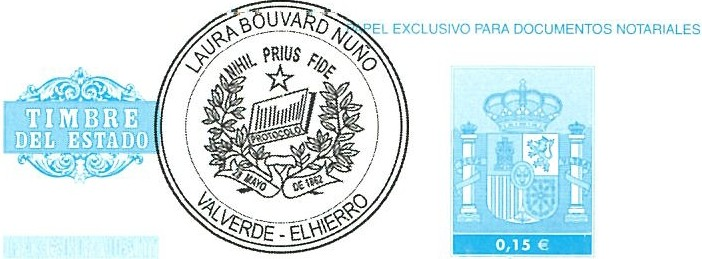 PEL EXCLUSIVO PARA DOCUMENTOS NOTARIALES
LAURA BOUVARD NUÑO
NIHIL PRIUS FIDE
PROTOCOLO
28 MAYO DE 1862
VALVERDE - ELHIERRO
TIMBRE
DEL ESTADO
0,15 €